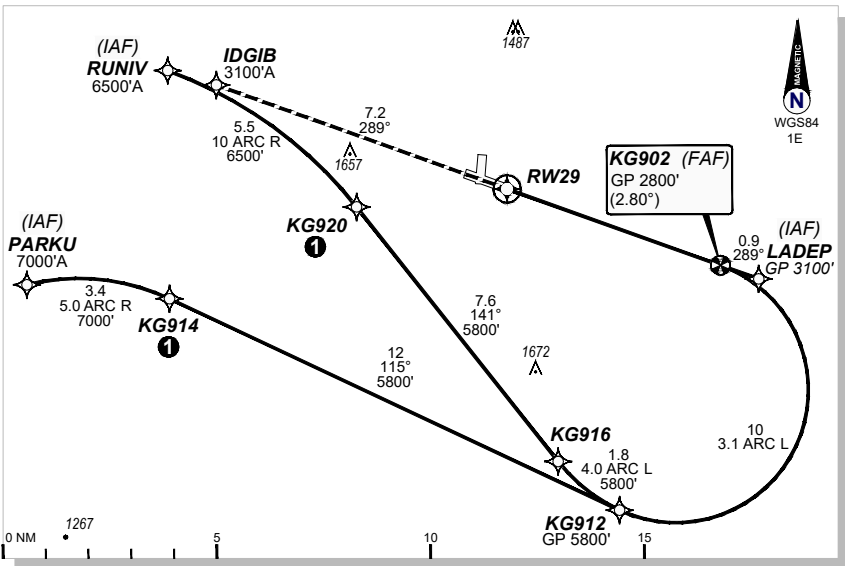 (IAF)
RUNIV
6500'A
IDGIB
3100'A
1487
MAGNETIC
N
WGS84
1E
7.2
289°
5.5
10 ARC R
6500'
1657
RW29
KG902 (FAF)
GP 2800'
(2.80°)
(IAF)
LADEP
GP 3100'
0.9
289°
KG920
1
(IAF)
PARKU
7000'A
3.4
5.0 ARC R
7000'
KG914
1
7.6
141°
5800'
12
115°
5800'
1672
KG916
1.8
4.0 ARC L
5800'
10
3.1 ARC L
KG912
GP 5800'
1267
0 NM
5
10
15